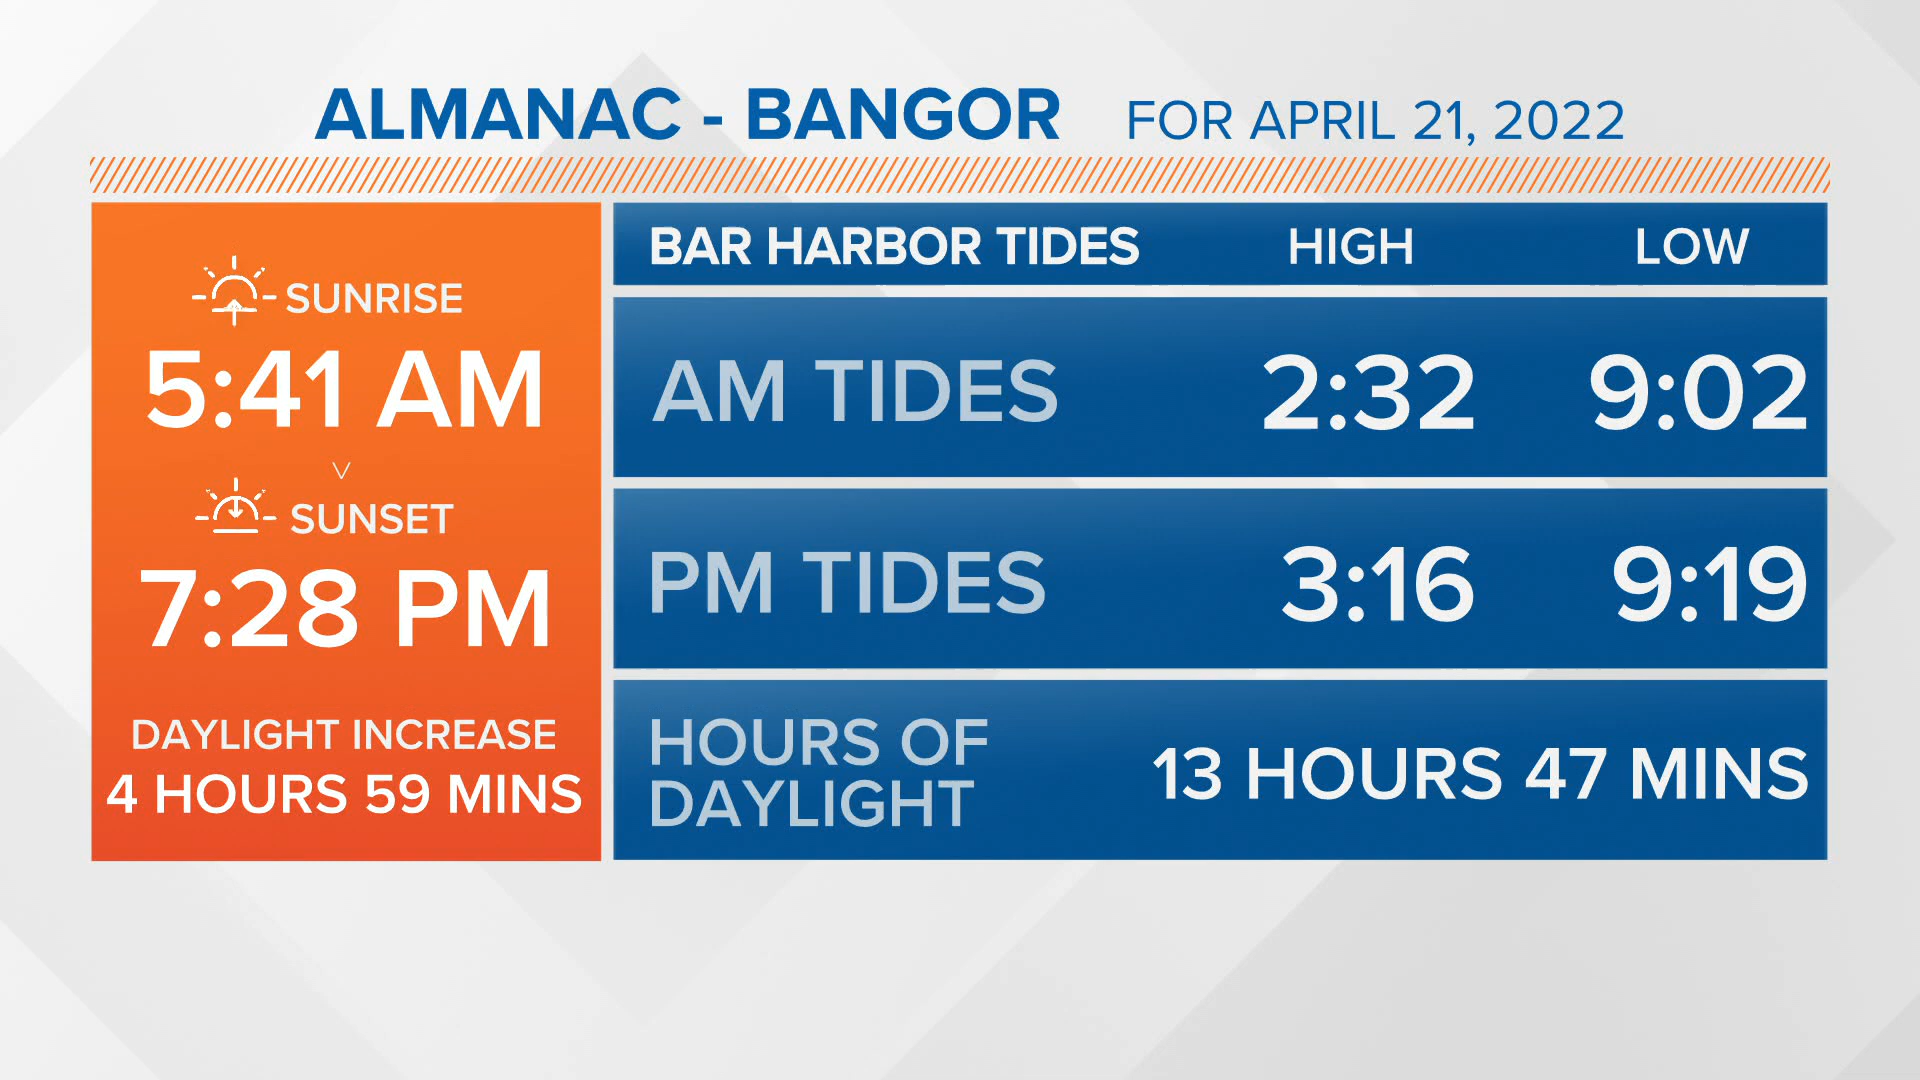 ALMANAC - BANGOR FOR APRIL 21, 2022
SUNRISE
5:41 AM
SUNSET
7:28 PM
DAYLIGHT INCREASE
4 HOURS 59 MINS
BAR HARBOR TIDES HIGH LOW
AM TIDES 2:32 9:02
PM TIDES 3:16 9:19
HOURS OF
DAYLIGHT
13 HOURS 47 MINS